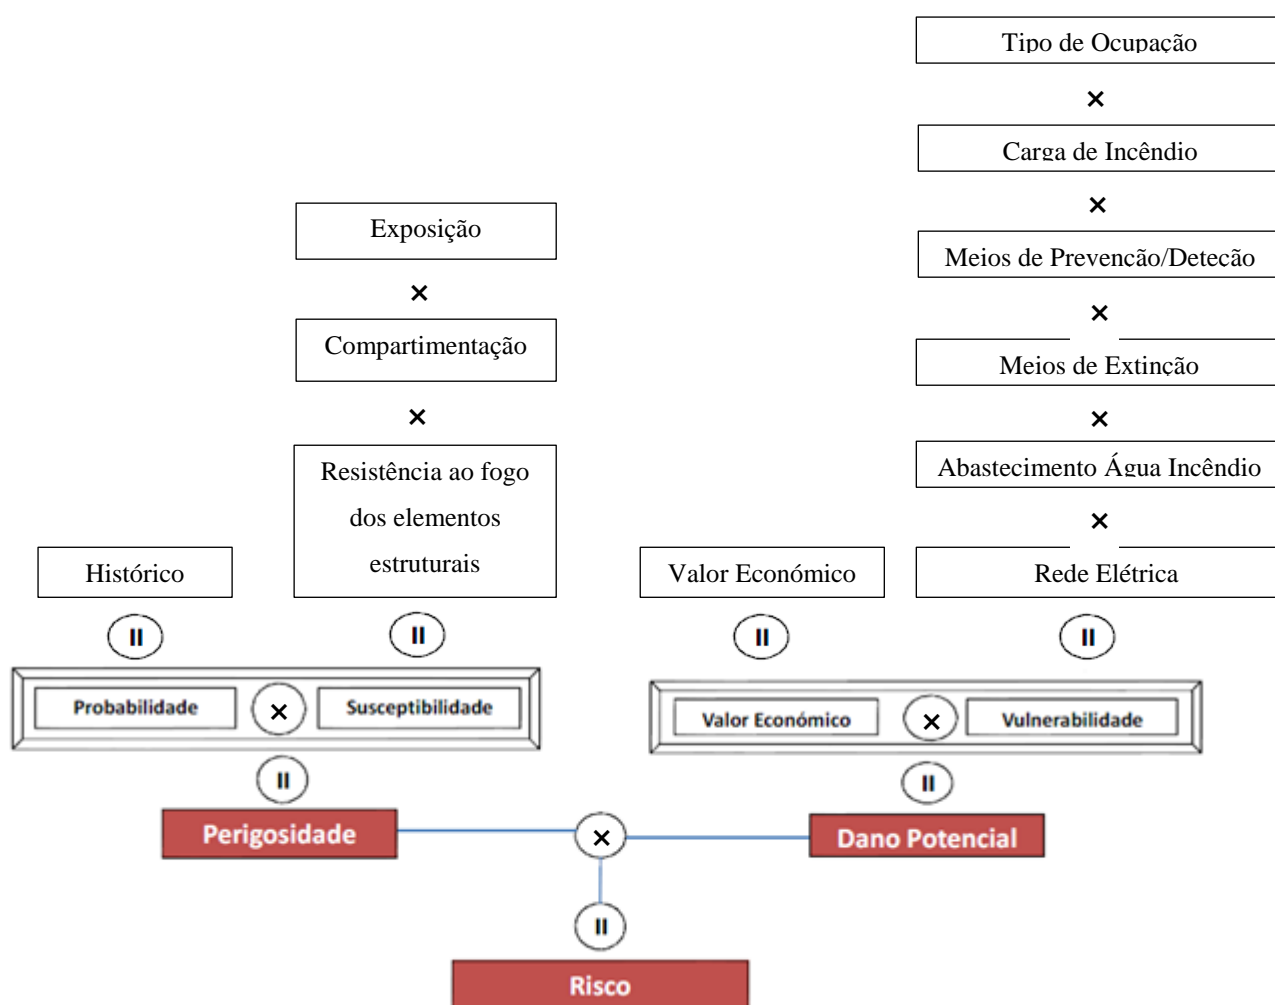 Tipo de Ocupação
×
Carga de Incêndio
×
Exposição
Meios de Prevenção/Deteção
×
×
Compartimentação
Meios de Extinção
×
×
Resistência ao fogo
dos elementos
estruturais
Abastecimento Água Incêndio
×
Histórico
Valor Económico
Rede Elétrica
II
II
II
II
Probabilidade
×
Susceptibilidade
Valor Económico
×
Vulnerabilidade
II
II
Perigosidade
×
Dano Potencial
II
Risco